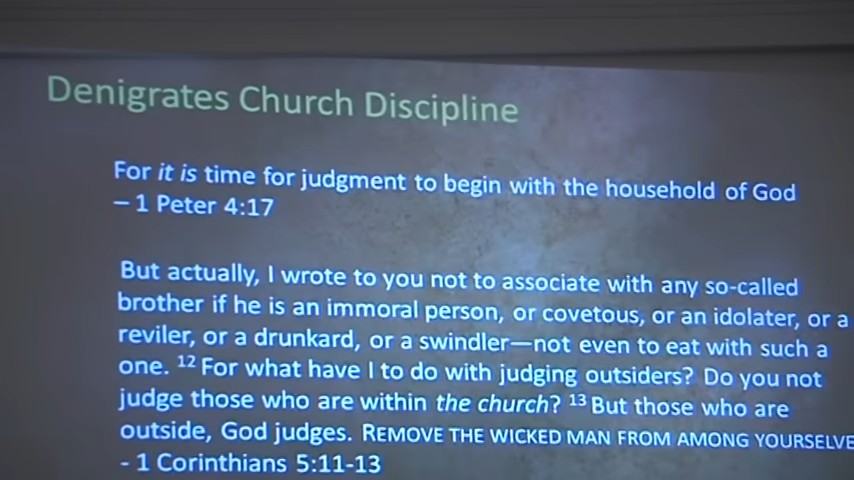 Denigrates Church Discipline
For it is time for judgment to begin with the household of God
– 1 Peter 4:17
But actually, I wrote to you not to associate with any so-called
brother if he is an immoral person, or covetous, or an idolater, or a
reviler, or a drunkard, or a swindler—not even to eat with such a
one. 12 For what have I to do with judging outsiders? Do you not
judge those who are within the church? 13 But those who are
outside, God judges. REMOVE THE WICKED MAN FROM AMONG YOURSELVE
- 1 Corinthians 5:11-13